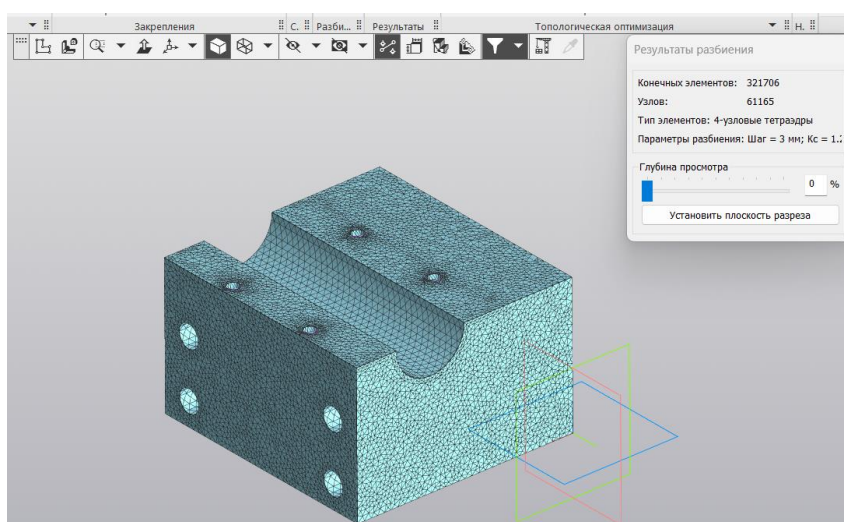 Закрепления
С.
Разби...
Результаты
Топологическая оптимизация
Н.
Результаты разбиения
Конечных элементов: 321706
Узлов: 61165
Тип элементов: 4-узловые тетраэдры
Параметры разбиения: Шаг = 3 мм; Кс = 1.
Глубина просмотра
0 %
Установить плоскость разреза